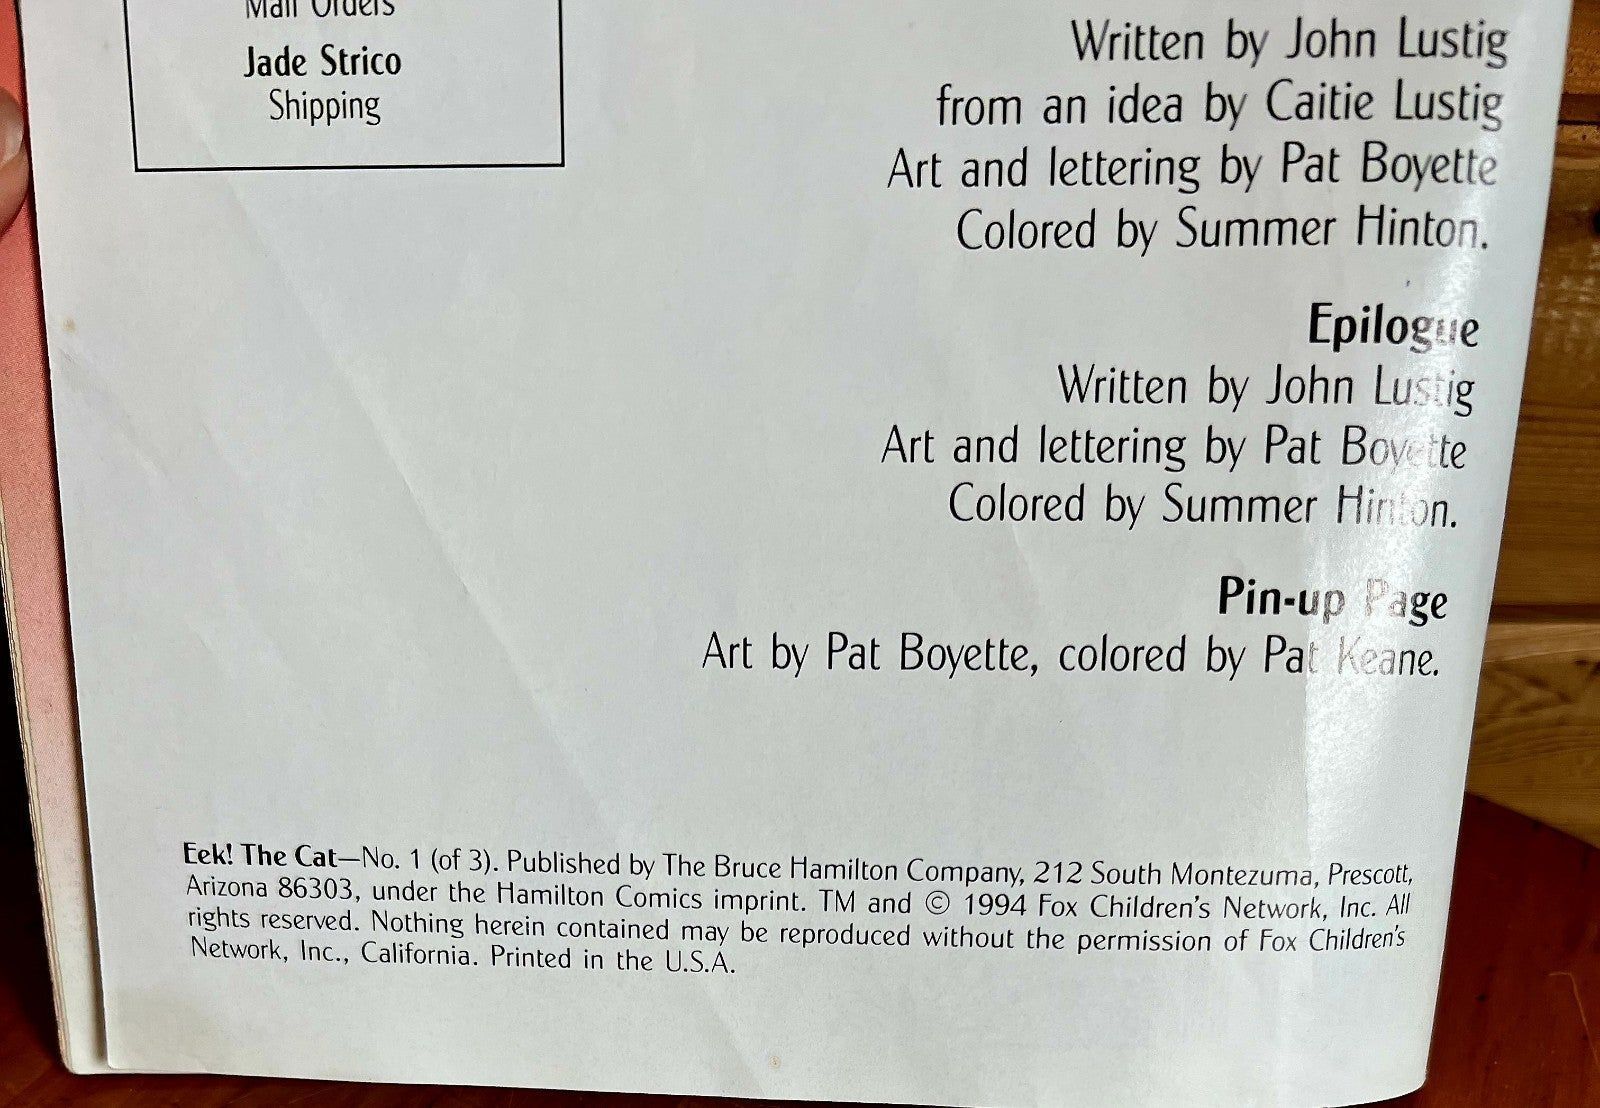 Mail Orders
Jade Strico
Shipping
Written by John Lustig
from an idea by Caitie Lustig
Art and lettering by Pat Boyette
Colored by Summer Hinton.
Epilogue
Written by John Lustig
Art and lettering by Pat Boyette
Colored by Summer Hinton.
Pin-up Page
Art by Pat Boyette, colored by Pat Keane.
Eek! The Cat—No. 1 (of 3). Published by The Bruce Hamilton Company, 212 South Montezuma, Prescott,
Arizona 86303, under the Hamilton Comics imprint. TM and © 1994 Fox Children's Network, Inc. All
rights reserved. Nothing herein contained may be reproduced without the permission of Fox Children's
Network, Inc., California. Printed in the U.S.A.